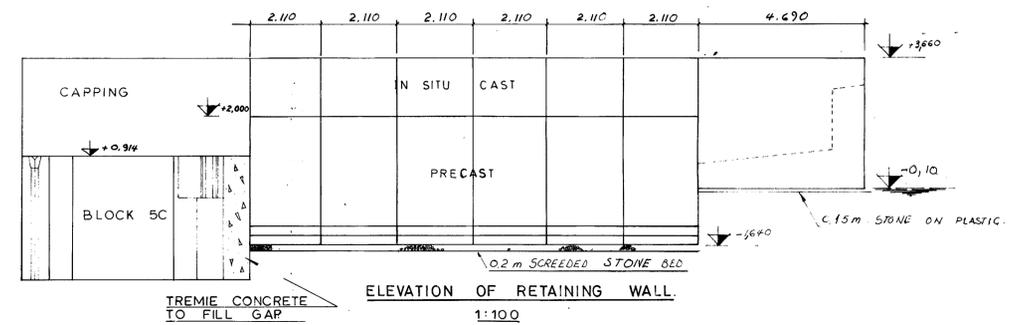 2.110 2.110 2.110 2.110 2.110 2.110 4.690
+3,660
CAPPING
IN SITU CAST
+2,000
+0,914
PRECAST
-0,10
BLOCK 5C
0,15m STONE ON PLASTIC.
-1,640
0,2 m SCREEDED STONE BED
ELEVATION OF RETAINING WALL.
TREMIE CONCRETE
TO FILL GAP
1:100